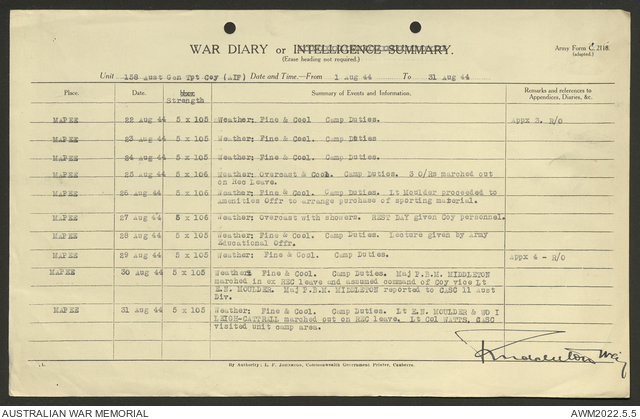 WAR DIARY or INTELLIGENCE SUMMARY.
(Erase heading not required.)
Army Form C. 2118.
(adapted.)
Unit 158 Aust Gen Tpt Coy (AIF) Date and Time.—From 1 Aug 44 To 31 Aug 44
Place. Date. Strength Summary of Events and Information. Remarks and references to Appendices, Diaries, &c.
MAPEE 22 Aug 44 5 x 105 Weather: Fine & Cool Camp Duties. Appx 3. R/O
MAPEE 23 Aug 44 5 x 105 Weather: Fine & Cool Camp Duties
MAPEE 24 Aug 44 5 x 105 Weather: Fine & Cool. Camp Duties.
MAPEE 25 Aug 44 5 x 106 Weather: Overcast & Cool. Camp Duties. 3 O/Rs marched out
on Rec Leave.
MAPEE 26 Aug 44 5 x 106 Weather: Fine & Cool. Camp Duties. Lt Moulder proceeded to
Amenities Offr to arrange purchase of sporting material.
MAPEE 27 Aug 44 5 x 106 Weather: Overcast with showers. REST DAY given Coy personnel.
MAPEE 28 Aug 44 5 x 105 Weather: Fine & Cool. Camp Duties. Lecture given by Army
Educational Offr.
MAPEE 29 Aug 44 5 x 105 Weather: Fine & Cool. Camp Duties. Appx 4 - R/O
MAPEE 30 Aug 44 5 x 105 Weather: Fine & Cool. Camp Duties. Maj P.B.M. MIDDLETON
marched in ex REC leave and assumed command of Coy vice Lt
E.N. MOULDER. Maj P.B.M. MIDDLETON reported to CASC 11 Aust
Div.
MAPEE 31 Aug 44 5 x 105 Weather: Fine & Cool. Camp Duties. Lt E.N. MOULDER & WO I
LEIGH-CATTRALL marched out on REC leave. Lt Col WATTS, CASC
visited unit camp area.
Middleton Maj
By Authority: L. F. Johnston, Commonwealth Government Printer, Canberra.
AUSTRALIAN WAR MEMORIAL
AWM2022.5.5